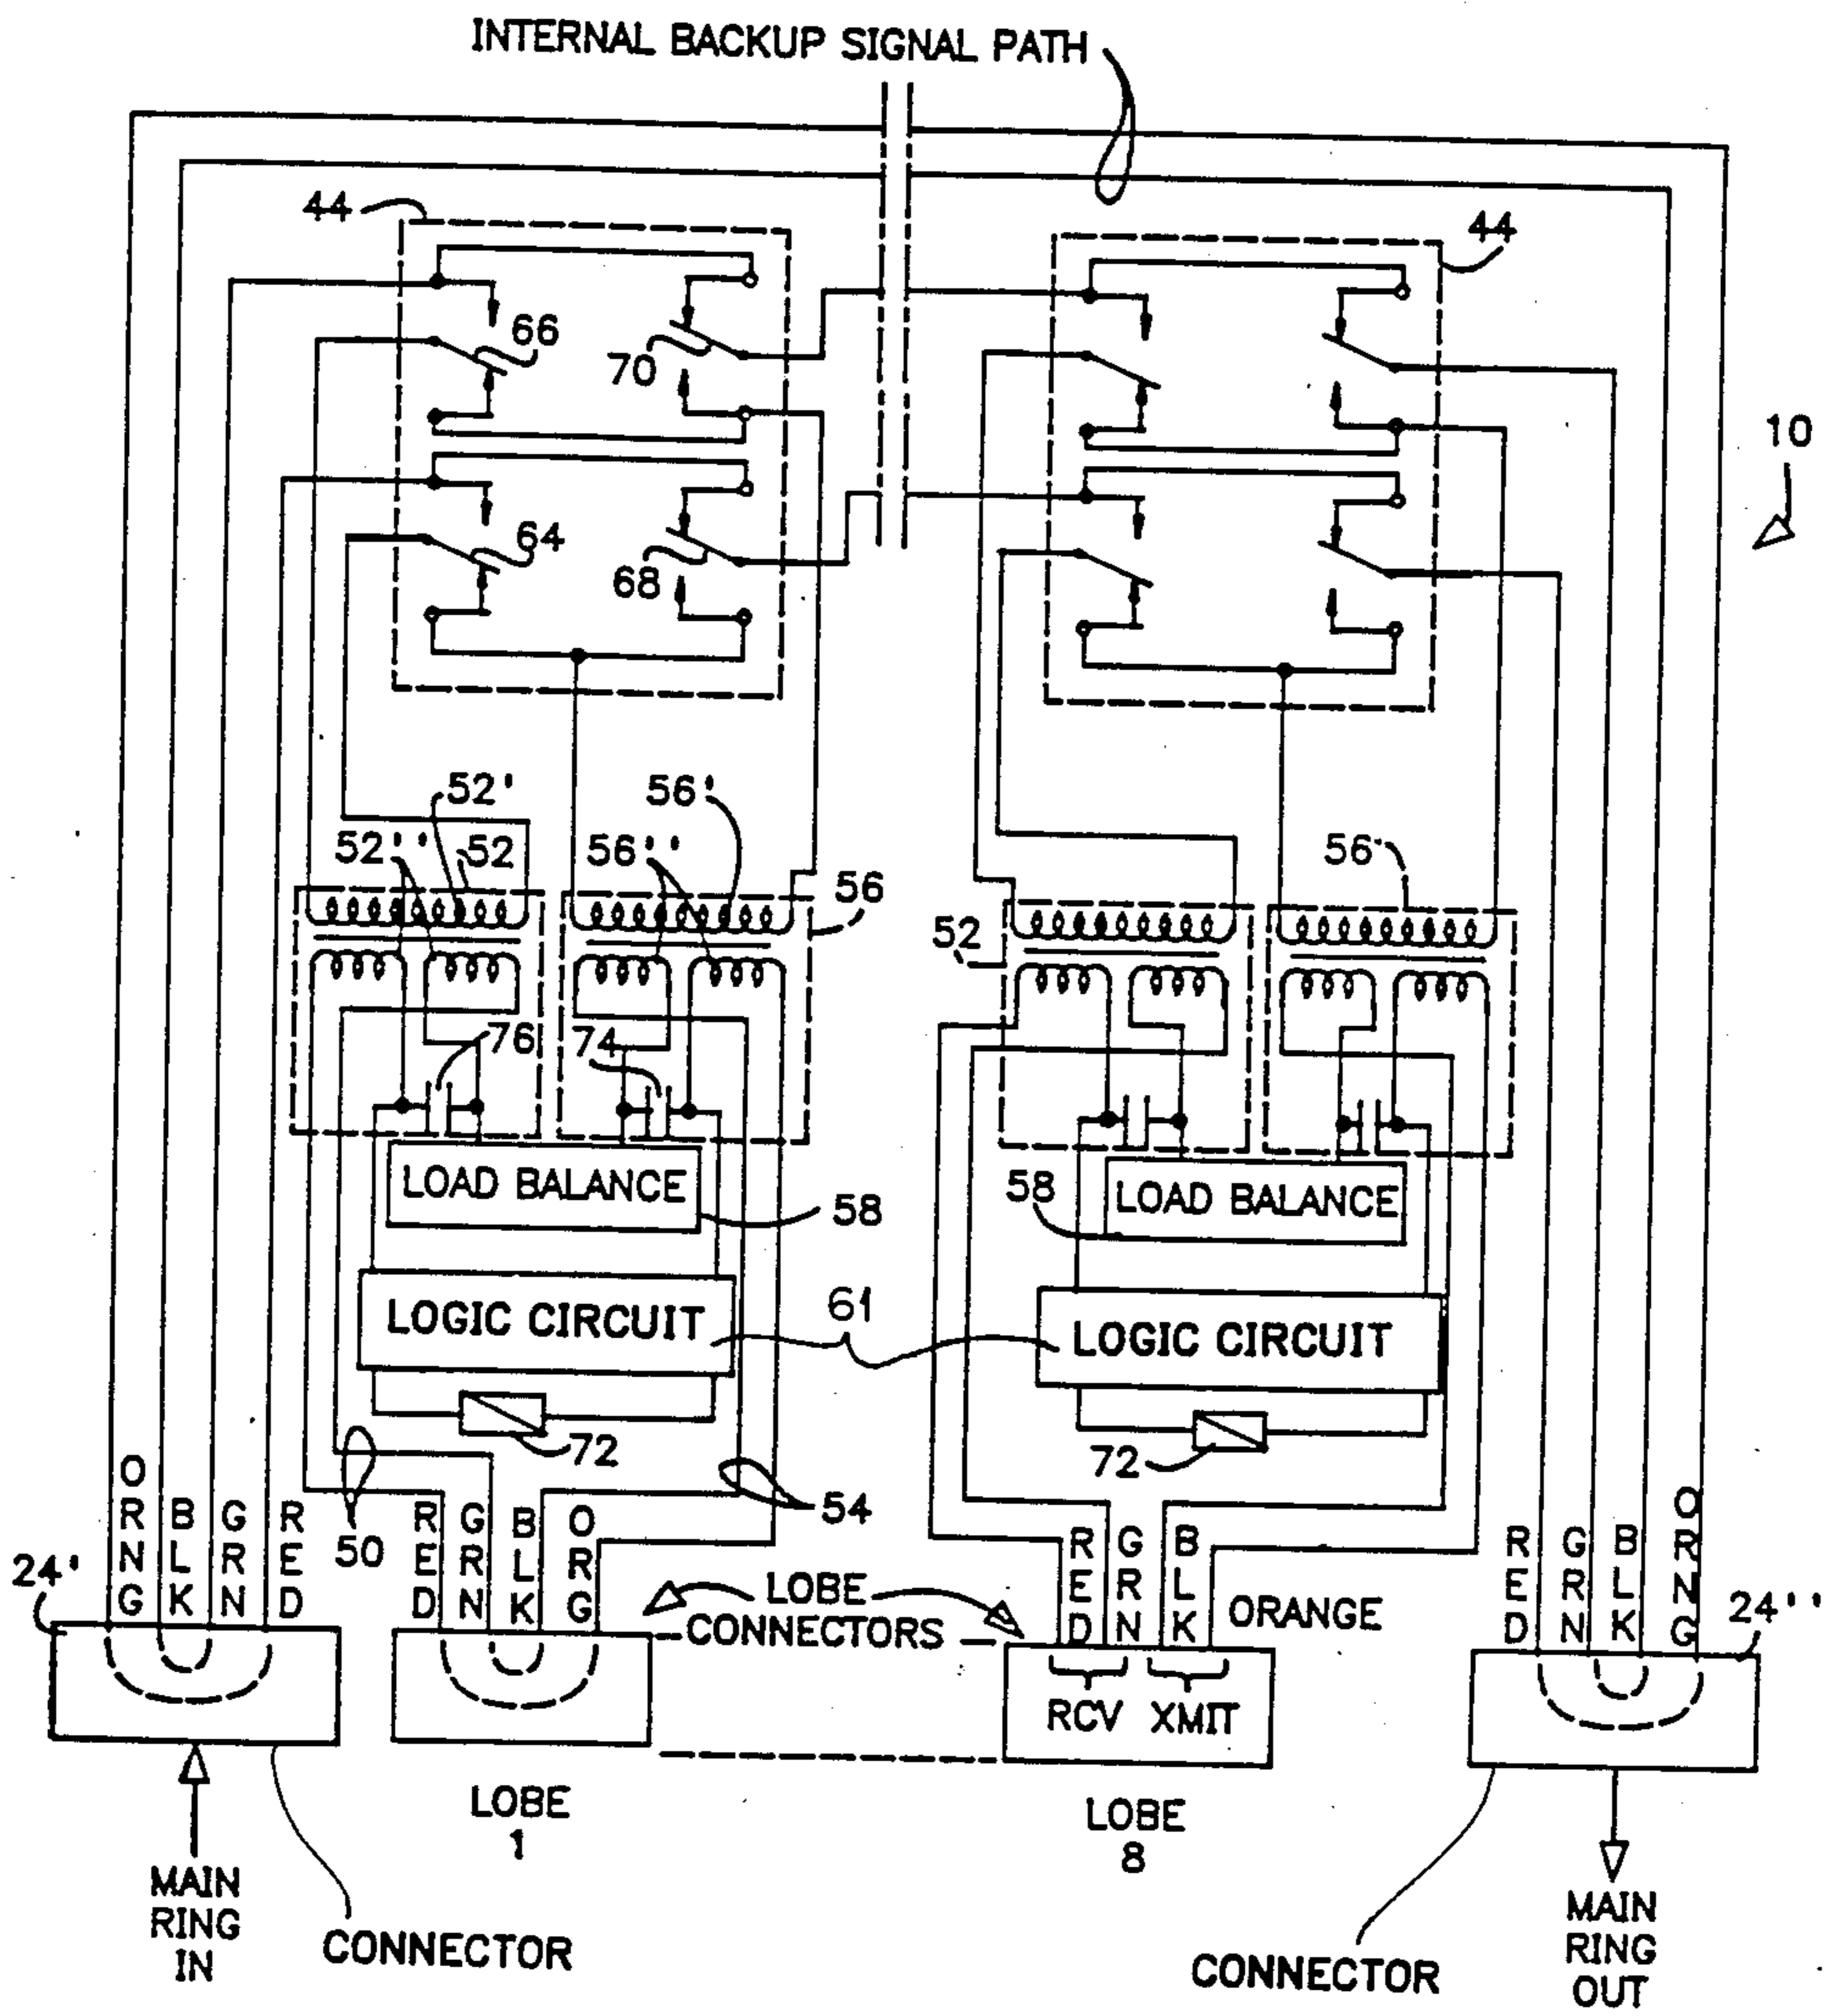 INTERNAL BACKUP SIGNAL PATH
44
44
66
70
10
64
68
52'
56'
52''
52
56''
56'
56
52
76
74
LOAD BALANCE
58
58
LOAD BALANCE
LOGIC CIRCUIT
61
LOGIC CIRCUIT
72
72
50
54
ORNG
BLK
GRN
RED
RED
GRN
BLK
ORG
RED
GRN
BLK
ORANGE
RED
GRN
BLK
ORNG
24'
24''
LOBE
CONNECTORS
RCV XMIT
LOBE
1
LOBE
8
MAIN
RING
IN
CONNECTOR
CONNECTOR
MAIN
RING
OUT